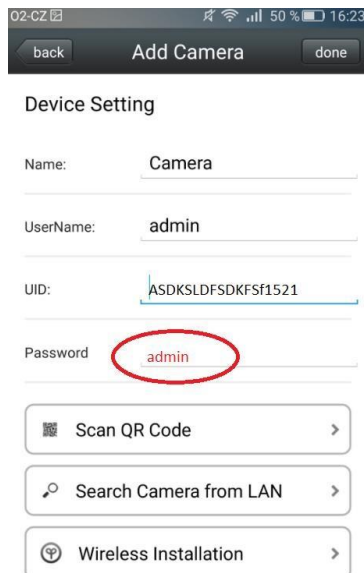 O2-CZ 50 % 16:23
back Add Camera done
Device Setting
Name: Camera
UserName: admin
UID: ASDKSLDFSDKFSf1521
Password admin
Scan QR Code
Search Camera from LAN
Wireless Installation